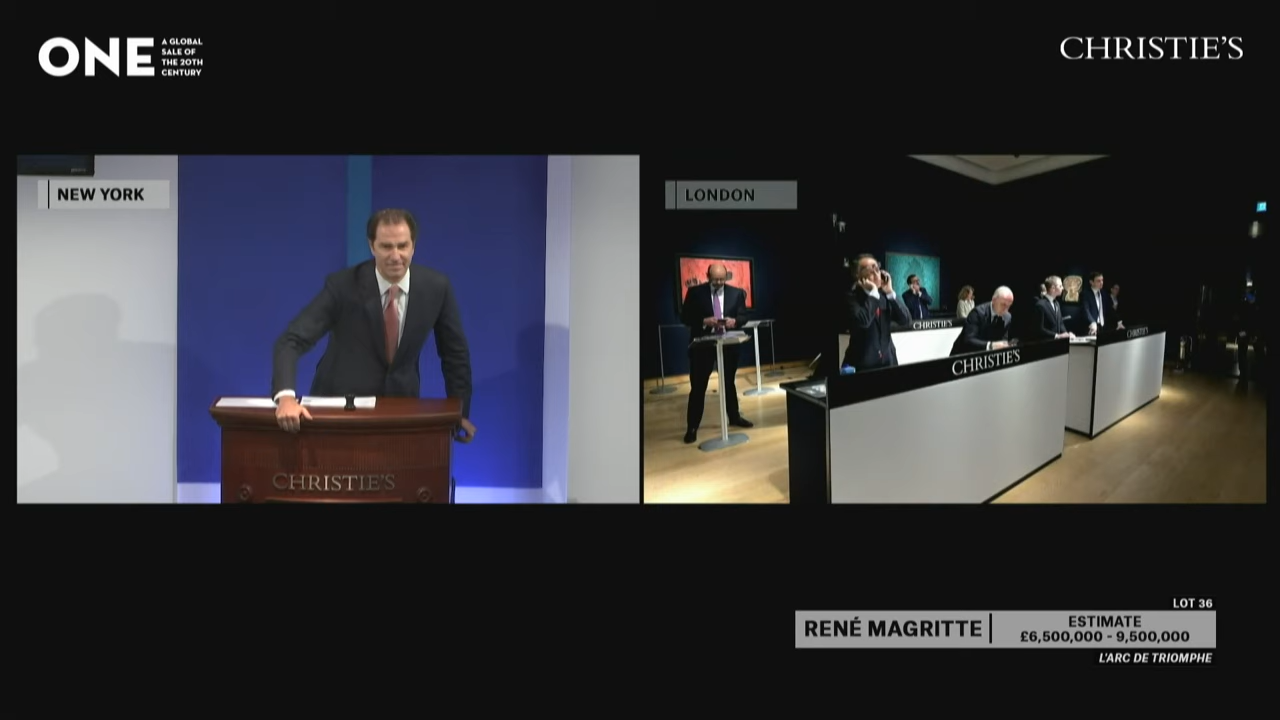 ONE
A GLOBAL
SALE OF
THE 20TH
CENTURY
CHRISTIE'S
NEW YORK
LONDON
CHRISTIE'S
CHRISTIE'S
CHRISTIE'S
CHRISTIE'S
LOT 36
RENÉ MAGRITTE
ESTIMATE
£6,500,000 - 9,500,000
L'ARC DE TRIOMPHE